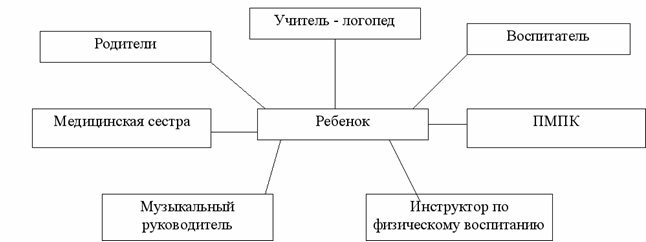 Учитель - логопед
Родители
Воспитатель
Медицинская сестра
Ребенок
ПМПК
Музыкальный
руководитель
Инструктор по
физическому воспитанию